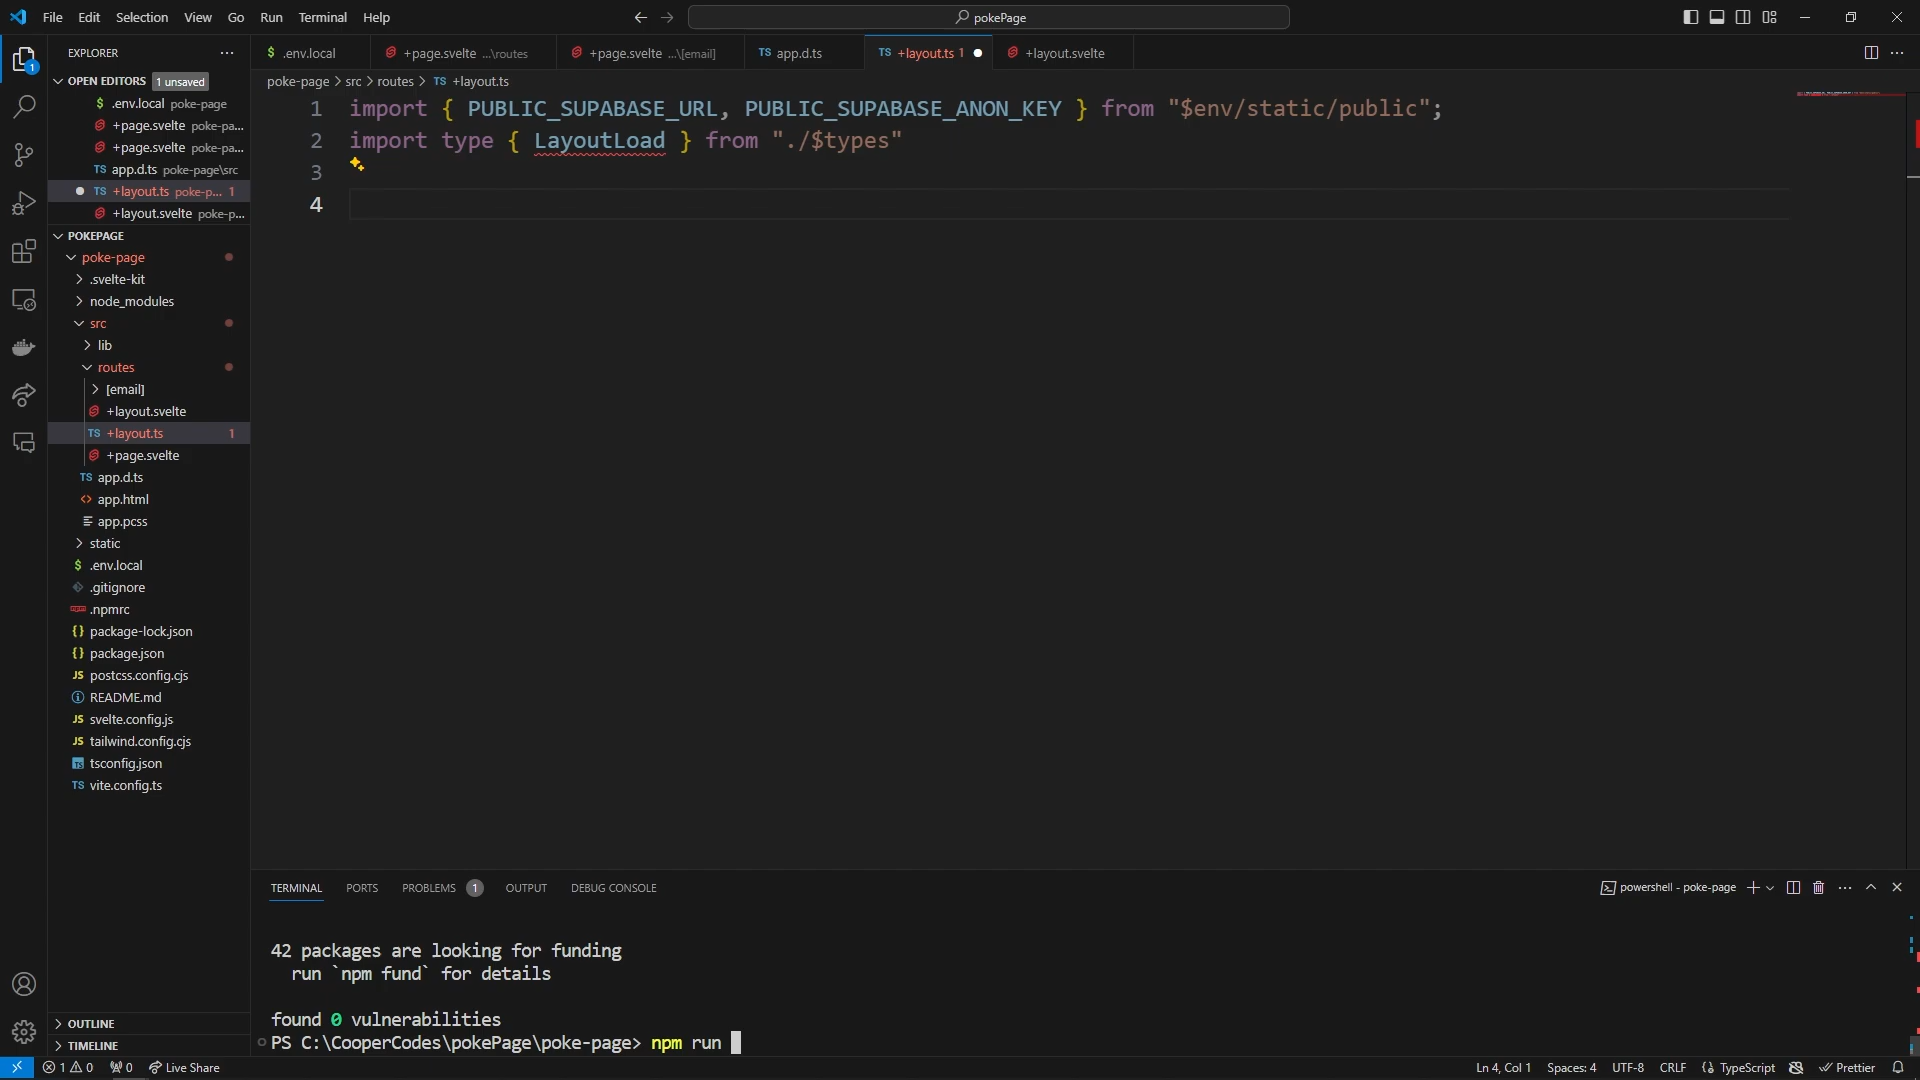 File Edit Selection View Go Run Terminal Help
pokePage
EXPLORER
OPEN EDITORS 1 unsaved
$ .env.local poke-page
+page.svelte poke-pa...
+page.svelte poke-pa...
TS app.d.ts poke-page\src
TS +layout.ts poke-p... 1
+layout.svelte poke-p...
POKEPAGE
poke-page
.svelte-kit
node_modules
src
lib
routes
[email]
+layout.svelte
TS +layout.ts 1
+page.svelte
TS app.d.ts
<> app.html
app.pcss
static
$ .env.local
.gitignore
.npmrc
{} package-lock.json
{} package.json
JS postcss.config.cjs
README.md
JS svelte.config.js
JS tailwind.config.cjs
TS tsconfig.json
TS vite.config.ts
OUTLINE
TIMELINE
$ .env.local
+page.svelte ...\routes
+page.svelte ...\[email]
TS app.d.ts
TS +layout.ts 1
+layout.svelte
poke-page > src > routes > TS +layout.ts
1 import { PUBLIC_SUPABASE_URL, PUBLIC_SUPABASE_ANON_KEY } from "$env/static/public";
2 import type { LayoutLoad } from "./$types"
3
4
TERMINAL PORTS PROBLEMS 1 OUTPUT DEBUG CONSOLE
powershell - poke-page
42 packages are looking for funding
run `npm fund` for details
found 0 vulnerabilities
PS C:\CooperCodes\pokePage\poke-page> npm run
1 0 0 Live Share
Ln 4, Col 1 Spaces: 4 UTF-8 CRLF {} TypeScript Prettier